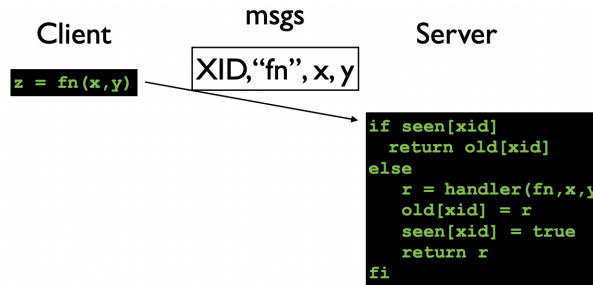 Client
msgs
Server
z = fn(x,y)
XID,“fn”, x, y
if seen[xid]
return old[xid]
else
r = handler(fn,x,y
old[xid] = r
seen[xid] = true
return r
fi